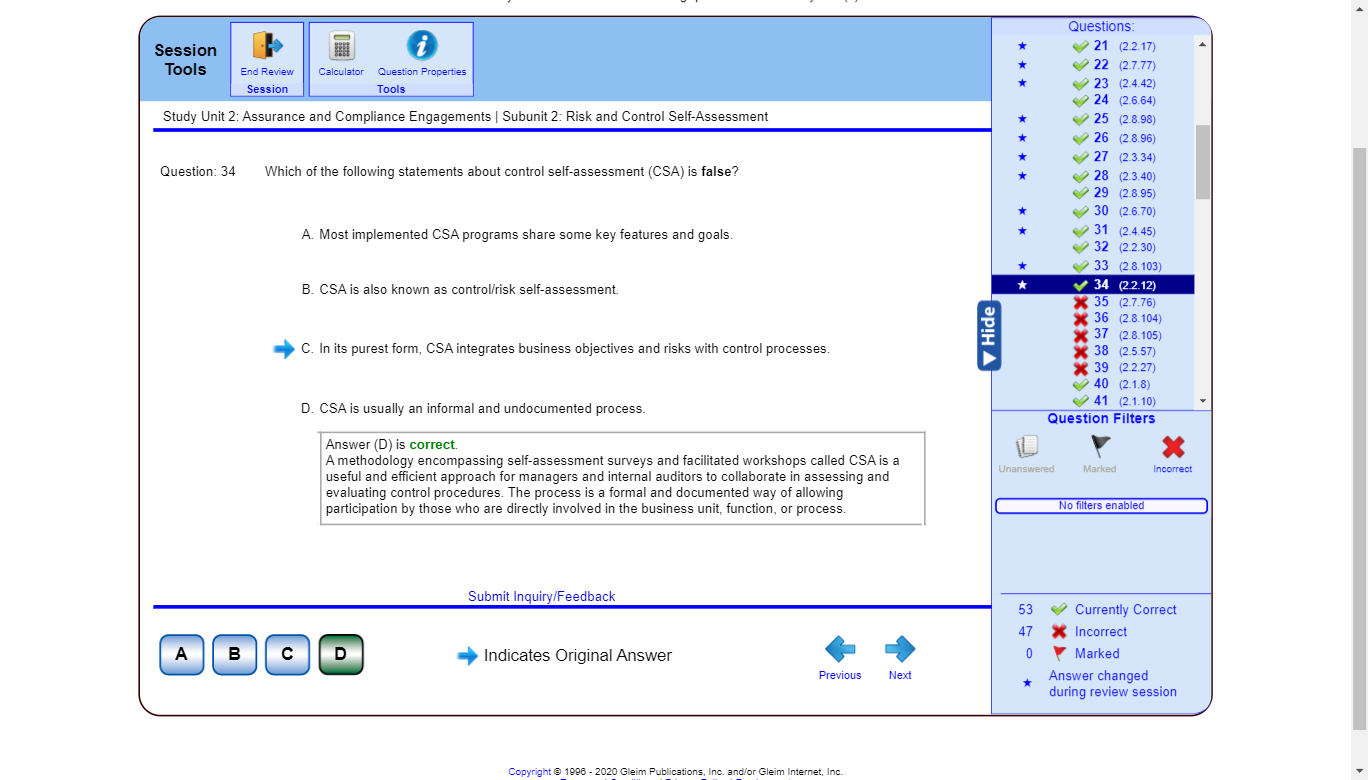 Session
Tools
End Review
Session
Calculator
Question Properties
Tools
Study Unit 2: Assurance and Compliance Engagements | Subunit 2: Risk and Control Self-Assessment
Question: 34
Which of the following statements about control self-assessment (CSA) is false?
A. Most implemented CSA programs share some key features and goals.
B. CSA is also known as control/risk self-assessment.
C. In its purest form, CSA integrates business objectives and risks with control processes.
D. CSA is usually an informal and undocumented process.
Answer (D) is correct.
A methodology encompassing self-assessment surveys and facilitated workshops called CSA is a
useful and efficient approach for managers and internal auditors to collaborate in assessing and
evaluating control procedures. The process is a formal and documented way of allowing
participation by those who are directly involved in the business unit, function, or process.
Submit Inquiry/Feedback
A
B
C
D
Indicates Original Answer
Previous
Next
Hide
Questions:
21 (2.2.17)
22 (2.7.77)
23 (2.4.42)
24 (2.6.64)
25 (2.8.98)
26 (2.8.96)
27 (2.3.34)
28 (2.3.40)
29 (2.8.95)
30 (2.6.70)
31 (2.4.45)
32 (2.2.30)
33 (2.8.103)
34 (2.2.12)
35 (2.7.76)
36 (2.8.104)
37 (2.8.105)
38 (2.5.57)
39 (2.2.27)
40 (2.1.8)
41 (2.1.10)
Question Filters
Unanswered
Marked
Incorrect
No filters enabled
53 Currently Correct
47 Incorrect
0 Marked
Answer changed
during review session
Copyright © 1996 - 2020 Gleim Publications, Inc. and/or Gleim Internet, Inc.